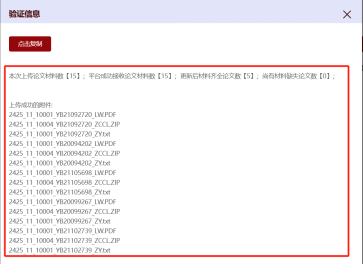 验证信息
点击复制
本次上传论文材料数【15】；平台成功接收论文材料数【15】；更新后材料齐全论文数【5】；尚有材料缺失论文数【0】；
上传成功的附件:
2425_11_10001_YB21092720_LW.PDF
2425_11_10004_YB21092720_ZCCL.ZIP
2425_11_10001_YB21092720_ZY.txt
2425_11_10001_YB20094202_LW.PDF
2425_11_10004_YB20094202_ZCCL.ZIP
2425_11_10001_YB20094202_ZY.txt
2425_11_10001_YB21105698_LW.PDF
2425_11_10004_YB21105698_ZCCL.ZIP
2425_11_10001_YB21105698_ZY.txt
2425_11_10001_YB20099267_LW.PDF
2425_11_10004_YB20099267_ZCCL.ZIP
2425_11_10001_YB20099267_ZY.txt
2425_11_10001_YB21102739_LW.PDF
2425_11_10004_YB21102739_ZCCL.ZIP
2425_11_10001_YB21102739_ZY.txt